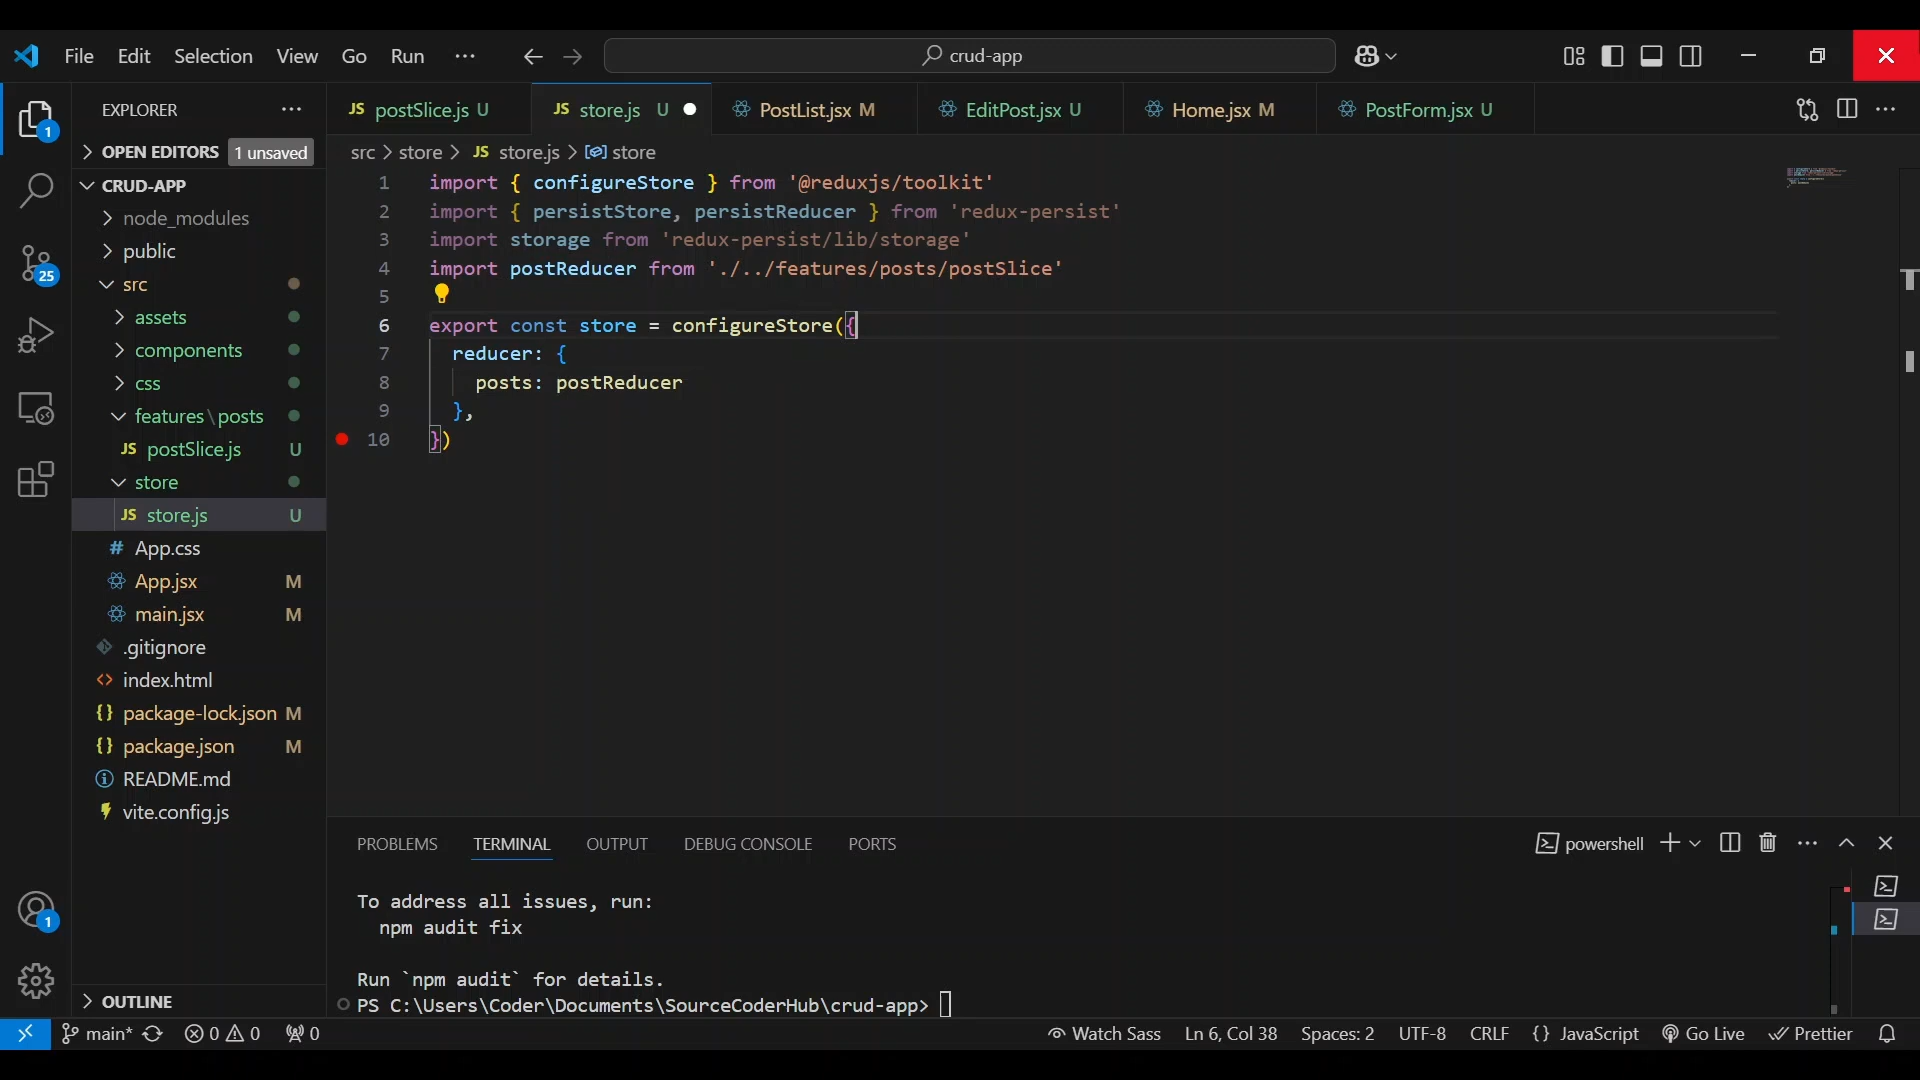 File Edit Selection View Go Run ··· crud-app
EXPLORER ···
JS postSlice.js U
JS store.js U
PostList.jsx M
EditPost.jsx U
Home.jsx M
PostForm.jsx U
OPEN EDITORS 1 unsaved
CRUD-APP
node_modules
public
src
assets
components
css
features\posts
JS postSlice.js U
store
JS store.js U
# App.css
App.jsx M
main.jsx M
.gitignore
<> index.html
{} package-lock.json M
{} package.json M
README.md
vite.config.js
OUTLINE
1
25
1
src > store > JS store.js > store
1 import { configureStore } from '@reduxjs/toolkit'
2 import { persistStore, persistReducer } from 'redux-persist'
3 import storage from 'redux-persist/lib/storage'
4 import postReducer from './../features/posts/postSlice'
5
6 export const store = configureStore({
7 reducer: {
8 posts: postReducer
9 },
10 })
PROBLEMS TERMINAL OUTPUT DEBUG CONSOLE PORTS
powershell
To address all issues, run:
npm audit fix
Run `npm audit` for details.
PS C:\Users\Coder\Documents\SourceCoderHub\crud-app>
main* 0 0 0 Watch Sass Ln 6, Col 38 Spaces: 2 UTF-8 CRLF {} JavaScript Go Live Prettier